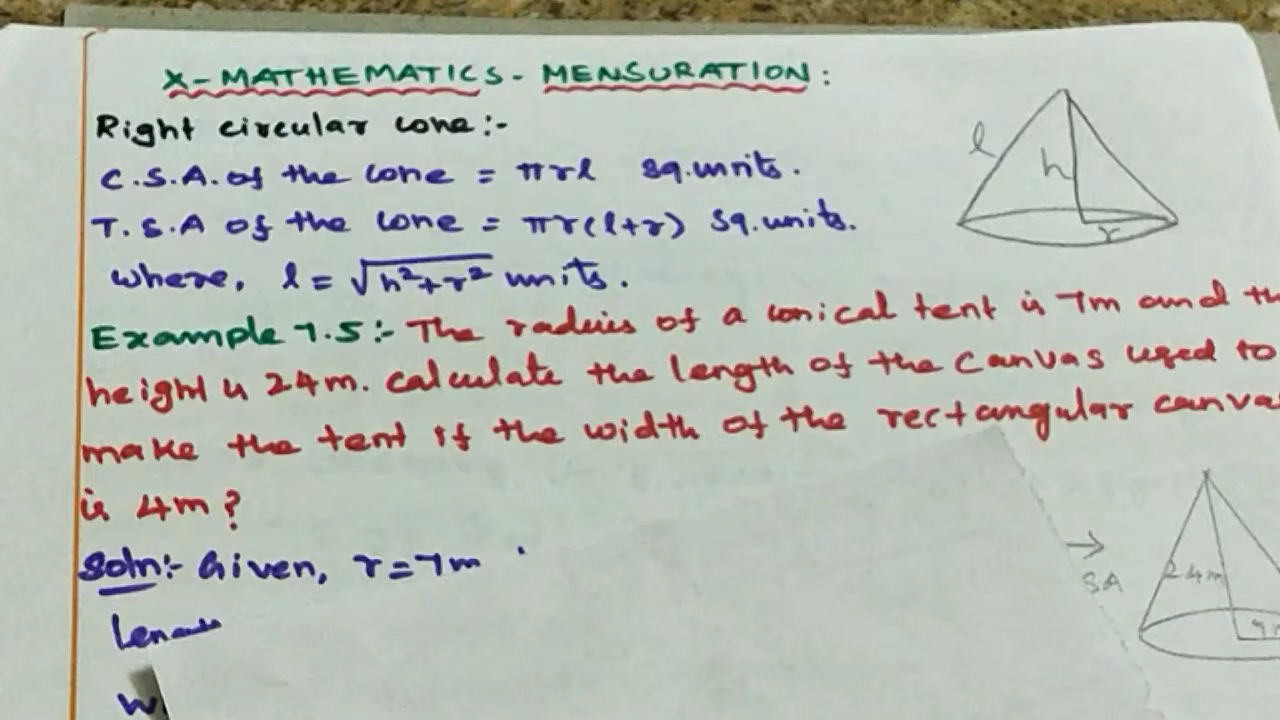 X-MATHEMATICS - MENSURATION:
Right circular cone:-
C.S.A. of the cone = πrl sq.units.
T.S.A of the cone = πr(l+r) sq.units.
where, l = √h²+r² units.
l
h
r
Example 7.5:- The radius of a conical tent is 7m and
height is 24m. calculate the length of the canvas used to
make the tent if the width of the rectangular
is 4m?
Soln:- Given, r=7m
→
SA
24m